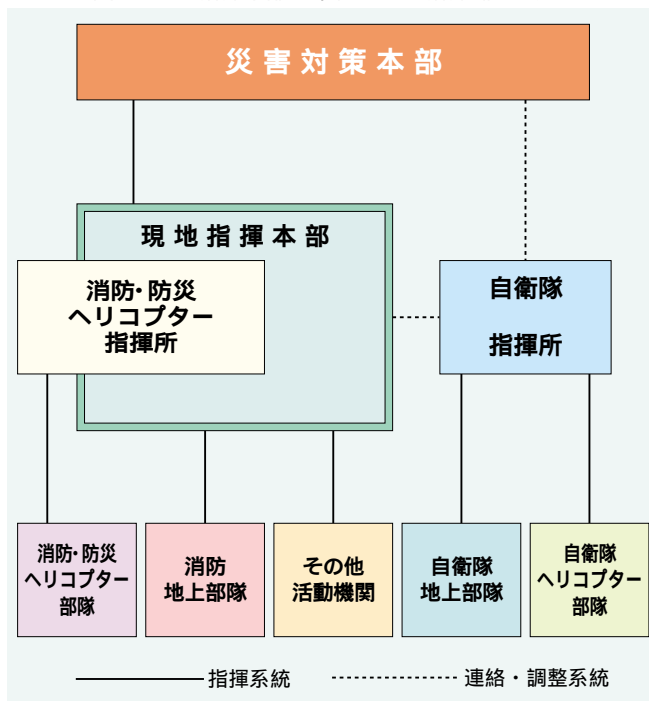 災害対策本部
現地指揮本部
消防・防災
ヘリコプター
指揮所
自衛隊
指揮所
消防・防災
ヘリコプター
部隊
消防
地上部隊
その他
活動機関
自衛隊
地上部隊
自衛隊
ヘリコプター
部隊
指揮系統
連絡・調整系統